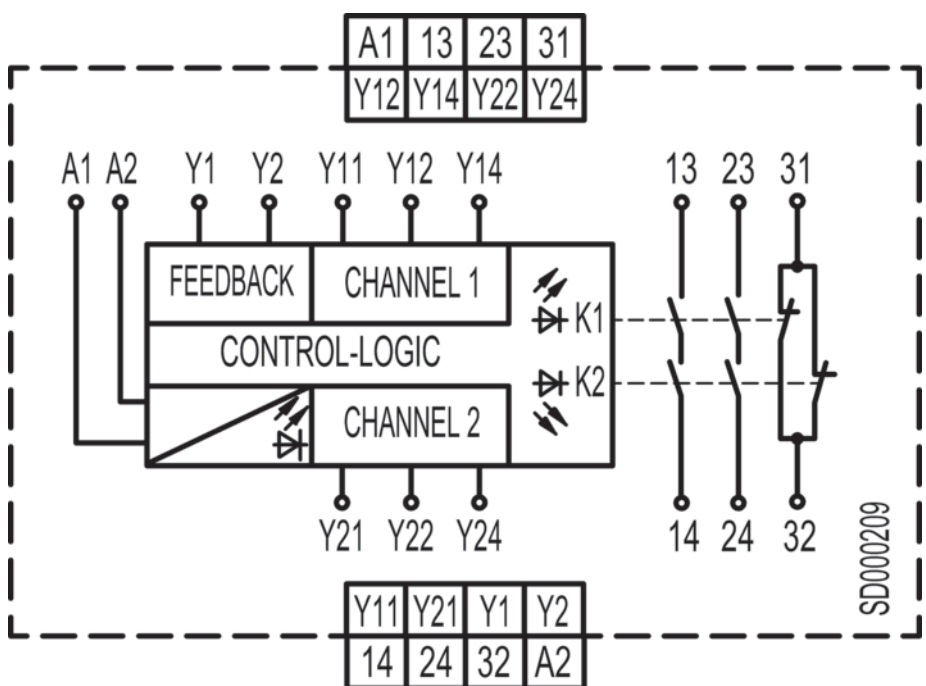 A1 13 23 31
Y12 Y14 Y22 Y24
A1 A2 Y1 Y2 Y11 Y12 Y14 13 23 31
FEEDBACK CHANNEL 1
K1
CONTROL-LOGIC
K2
CHANNEL 2
Y21 Y22 Y24 14 24 32
SD000209
Y11 Y21 Y1 Y2
14 24 32 A2